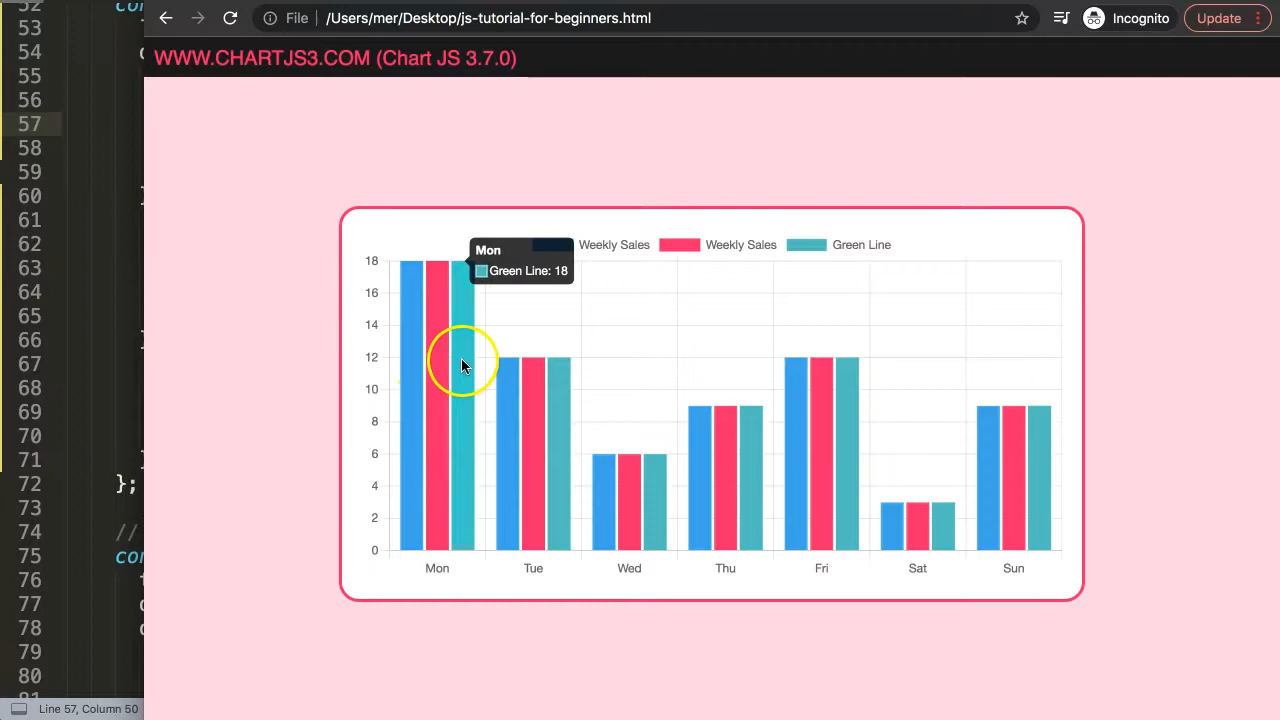 File
/Users/mer/Desktop/js-tutorial-for-beginners.html
Incognito
Update
WWW.CHARTJS3.COM (Chart JS 3.7.0)
52
53
54
55
56
57
58
59
60
61
62
63
64
65
66
67
68
69
70
71
72
};
73
74
//
75
76
77
78
79
80
81
Weekly Sales
Weekly Sales
Green Line
Mon
Green Line: 18
18
16
14
12
10
8
6
4
2
0
Mon
Tue
Wed
Thu
Fri
Sat
Sun
Line 57, Column 50